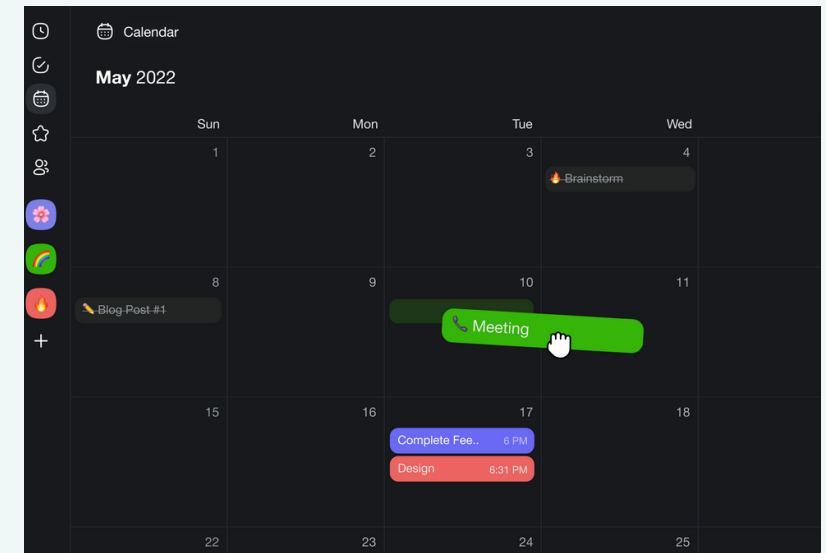 Calendar
May 2022
Sun Mon Tue Wed
1 2 3 4
Brainstorm
8 9 10 11
Blog Post #1
Meeting
15 16 17 18
Complete Fee.. 6 PM
Design 6:31 PM
22 23 24 25